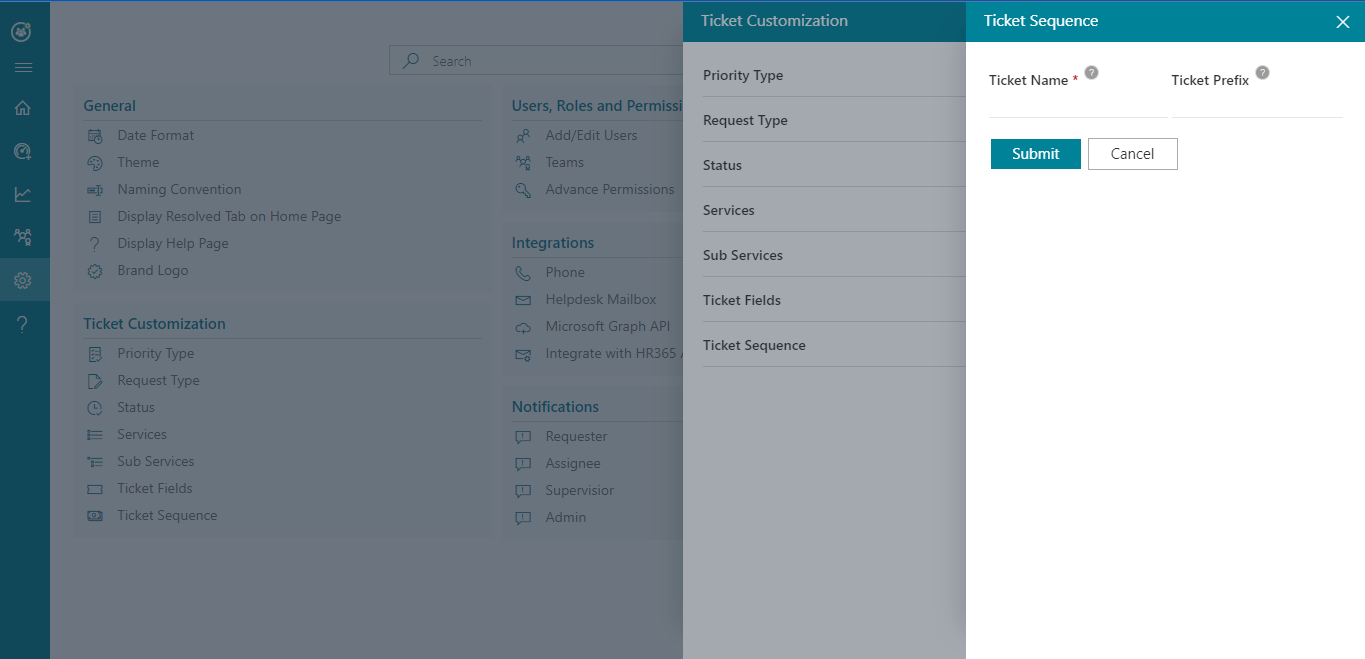 Search
General
Date Format
Theme
Naming Convention
Display Resolved Tab on Home Page
Display Help Page
Brand Logo
Ticket Customization
Priority Type
Request Type
Status
Services
Sub Services
Ticket Fields
Ticket Sequence
Users, Roles and Permissi
Add/Edit Users
Teams
Advance Permissions
Integrations
Phone
Helpdesk Mailbox
Microsoft Graph API
Integrate with HR365
Notifications
Requester
Assignee
Supervisior
Admin
Ticket Customization
Priority Type
Request Type
Status
Services
Sub Services
Ticket Fields
Ticket Sequence
Ticket Sequence
Ticket Name * ?
Ticket Prefix ?
Submit
Cancel